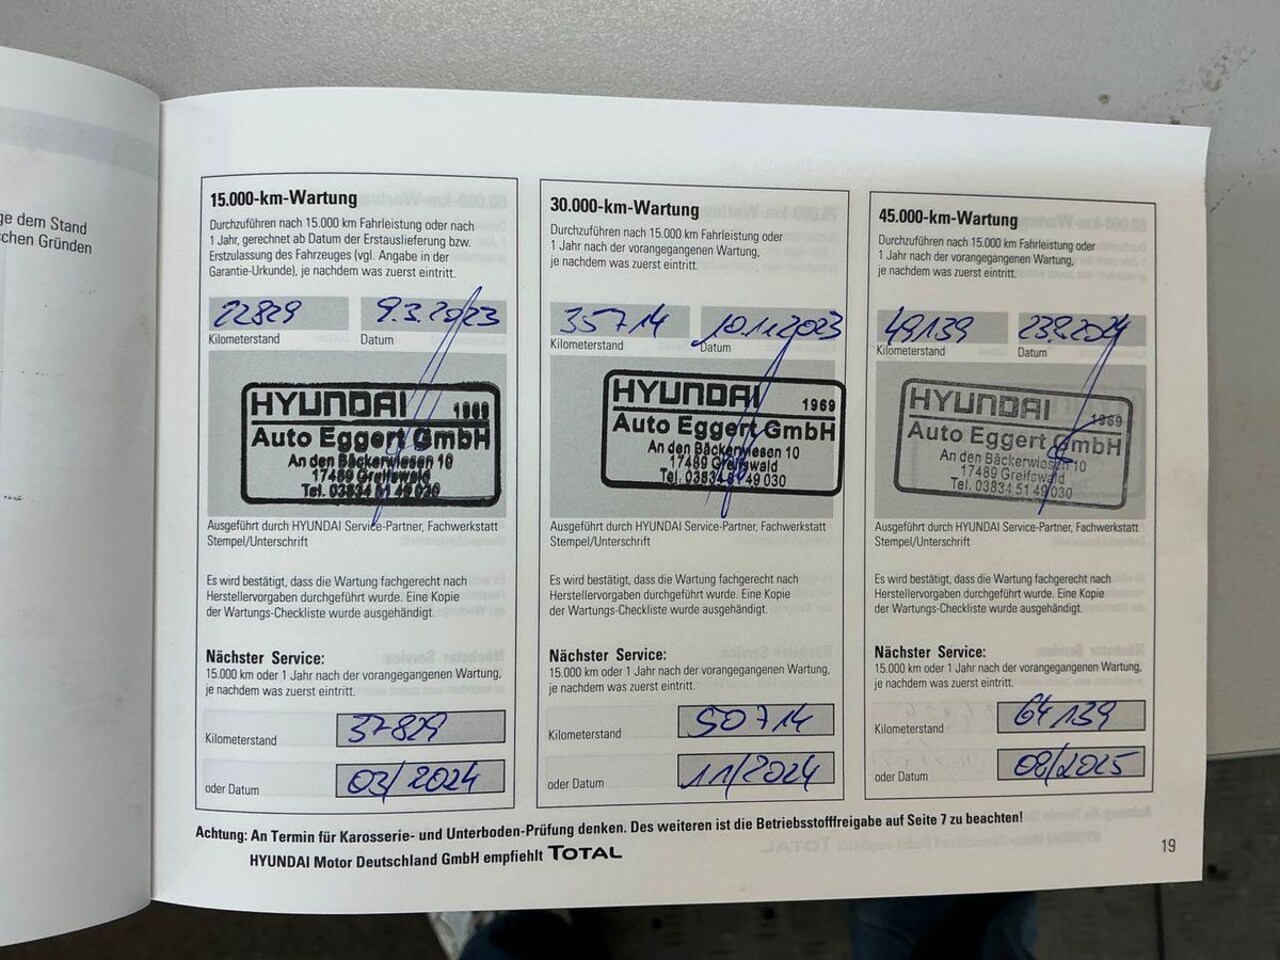 ge dem Stand
schen Gründen
15.000-km-Wartung
Durchzuführen nach 15.000 km Fahrleistung oder nach
1 Jahr, gerechnet ab Datum der Erstauslieferung bzw.
Erstzulassung des Fahrzeuges (vgl. Angabe in der
Garantie-Urkunde), je nachdem was zuerst eintritt.
22829 9.3.2023
Kilometerstand Datum
HYUNDAI 1969
Auto Eggert GmbH
An den Bäckerwiesen 10
17489 Greifswald
Tel. 03834 51 49 030
Ausgeführt durch HYUNDAI Service-Partner, Fachwerkstatt
Stempel/Unterschrift
Es wird bestätigt, dass die Wartung fachgerecht nach
Herstellervorgaben durchgeführt wurde. Eine Kopie
der Wartungs-Checkliste wurde ausgehändigt.
Nächster Service:
15.000 km oder 1 Jahr nach der vorangegangenen Wartung,
je nachdem was zuerst eintritt.
Kilometerstand 37829
oder Datum 03/2024
30.000-km-Wartung
Durchzuführen nach 15.000 km Fahrleistung oder
1 Jahr nach der vorangegangenen Wartung,
je nachdem was zuerst eintritt.
35714 10.11.2023
Kilometerstand Datum
HYUNDAI 1969
Auto Eggert GmbH
An den Bäckerwiesen 10
17489 Greifswald
Tel. 03834 51 49 030
Ausgeführt durch HYUNDAI Service-Partner, Fachwerkstatt
Stempel/Unterschrift
Es wird bestätigt, dass die Wartung fachgerecht nach
Herstellervorgaben durchgeführt wurde. Eine Kopie
der Wartungs-Checkliste wurde ausgehändigt.
Nächster Service:
15.000 km oder 1 Jahr nach der vorangegangenen Wartung,
je nachdem was zuerst eintritt.
Kilometerstand 50714
oder Datum 11/2024
45.000-km-Wartung
Durchzuführen nach 15.000 km Fahrleistung oder
1 Jahr nach der vorangegangenen Wartung,
je nachdem was zuerst eintritt.
49139 23.8.2024
Kilometerstand Datum
HYUNDAI 1969
Auto Eggert GmbH
An den Bäckerwiesen 10
17489 Greifswald
Tel. 03834 51 49 030
Ausgeführt durch HYUNDAI Service-Partner, Fachwerkstatt
Stempel/Unterschrift
Es wird bestätigt, dass die Wartung fachgerecht nach
Herstellervorgaben durchgeführt wurde. Eine Kopie
der Wartungs-Checkliste wurde ausgehändigt.
Nächster Service:
15.000 km oder 1 Jahr nach der vorangegangenen Wartung,
je nachdem was zuerst eintritt.
Kilometerstand 64139
oder Datum 08/2025
Achtung: An Termin für Karosserie- und Unterboden-Prüfung denken. Des weiteren ist die Betriebsstofffreigabe auf Seite 7 zu beachten!
HYUNDAI Motor Deutschland GmbH empfiehlt TOTAL
19